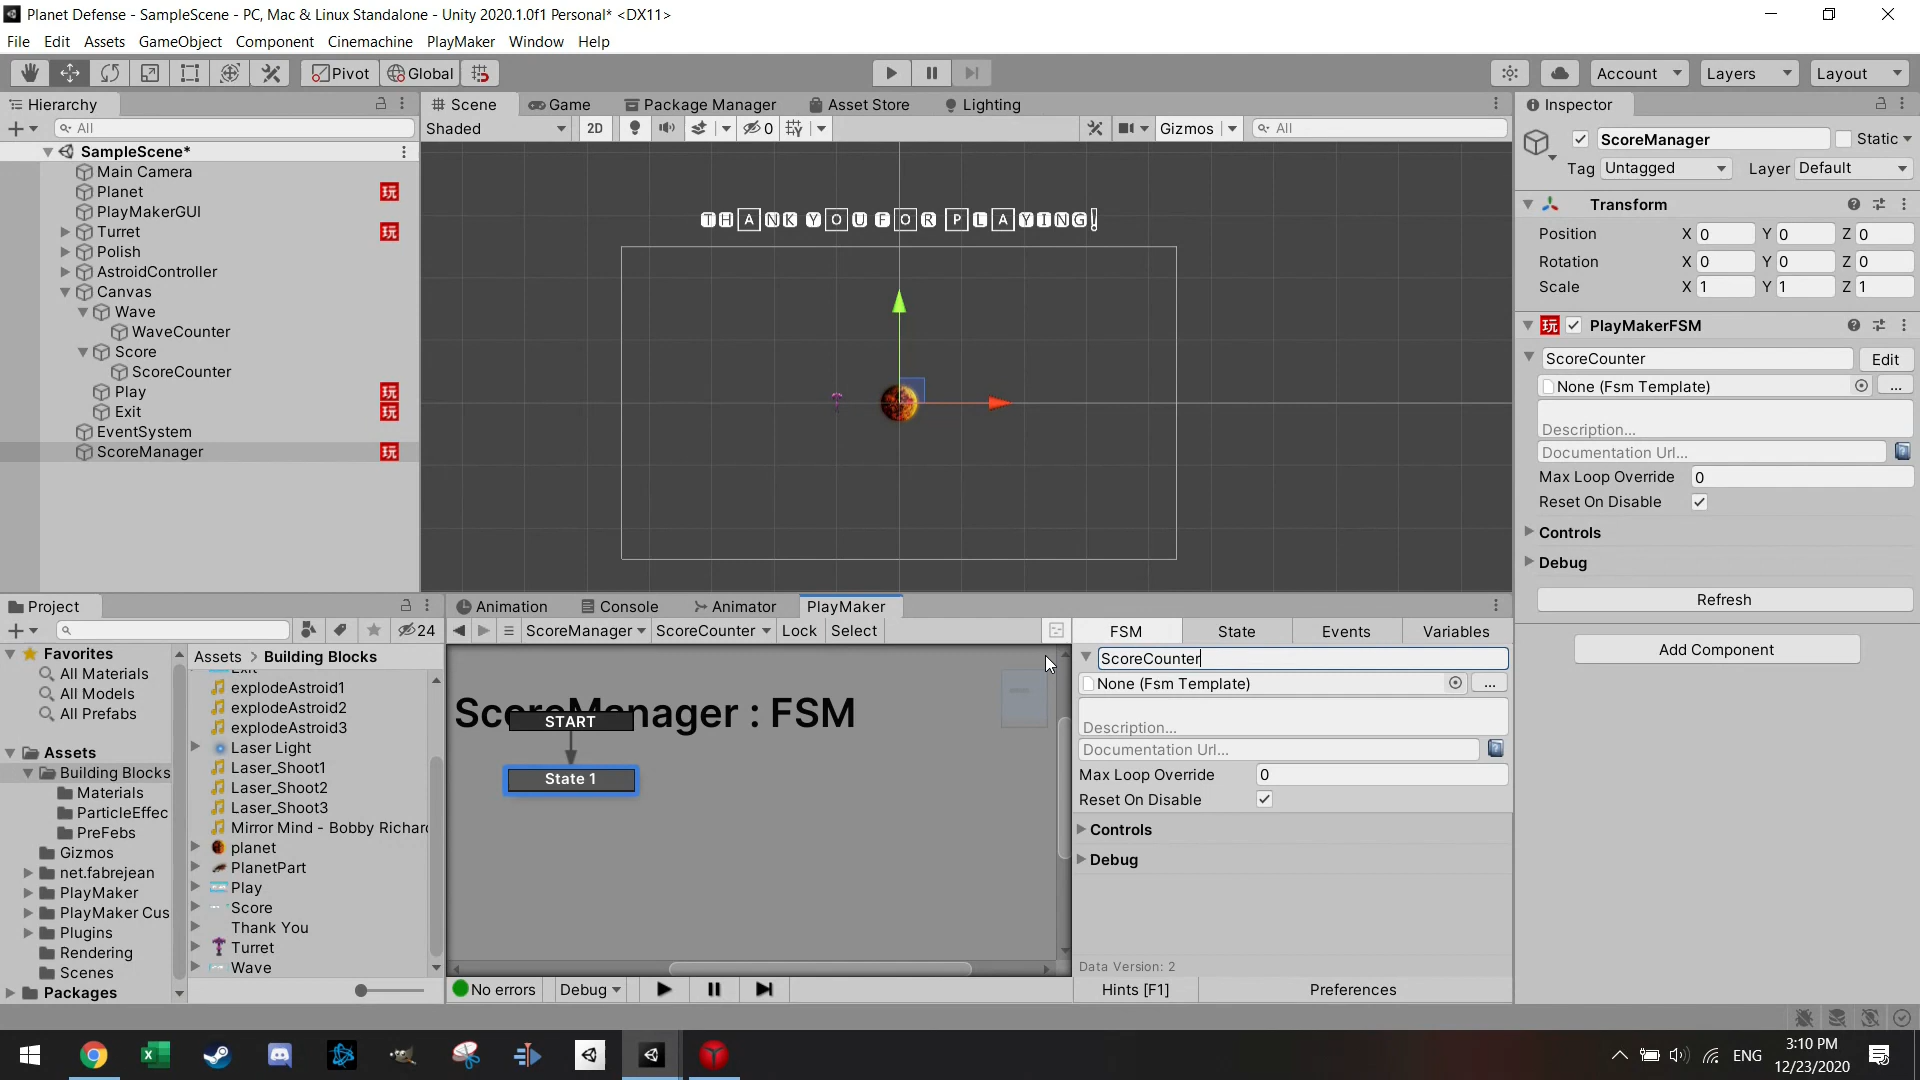 Planet Defense - SampleScene - PC, Mac & Linux Standalone - Unity 2020.1.0f1 Personal* <DX11>
File Edit Assets GameObject Component Cinemachine PlayMaker Window Help
Pivot Global Account Layers Layout
Hierarchy
All
SampleScene*
Main Camera
Planet 玩
PlayMakerGUI
Turret 玩
Polish
AstroidController
Canvas
Wave
WaveCounter
Score
ScoreCounter
Play 玩
Exit 玩
EventSystem
ScoreManager 玩
Scene Game Package Manager Asset Store Lighting
Shaded 2D 0 Gizmos All
THANK YOU FOR PLAYING!
Inspector
ScoreManager Static
Tag Untagged Layer Default
Transform
Position X 0 Y 0 Z 0
Rotation X 0 Y 0 Z 0
Scale X 1 Y 1 Z 1
玩 PlayMakerFSM
ScoreCounter Edit
None (Fsm Template) ...
Description...
Documentation Url...
Max Loop Override 0
Reset On Disable
Controls
Debug
Refresh
Add Component
Project
24
Favorites
All Materials
All Models
All Prefabs
Assets
Building Blocks
Materials
ParticleEffec
PreFebs
Gizmos
net.fabrejean
PlayMaker
PlayMaker Cus
Plugins
Rendering
Scenes
Packages
Assets > Building Blocks
Exit
explodeAstroid1
explodeAstroid2
explodeAstroid3
Laser Light
Laser_Shoot1
Laser_Shoot2
Laser_Shoot3
Mirror Mind - Bobby Richard
planet
PlanetPart
Play
Score
Thank You
Turret
Wave
Animation Console Animator PlayMaker
ScoreManager ScoreCounter Lock Select
ScoreManager : FSM
START
State 1
No errors Debug
FSM State Events Variables
ScoreCounter
None (Fsm Template) ...
Description...
Documentation Url...
Max Loop Override 0
Reset On Disable
Controls
Debug
Data Version: 2
Hints [F1] Preferences
ENG
3:10 PM
12/23/2020